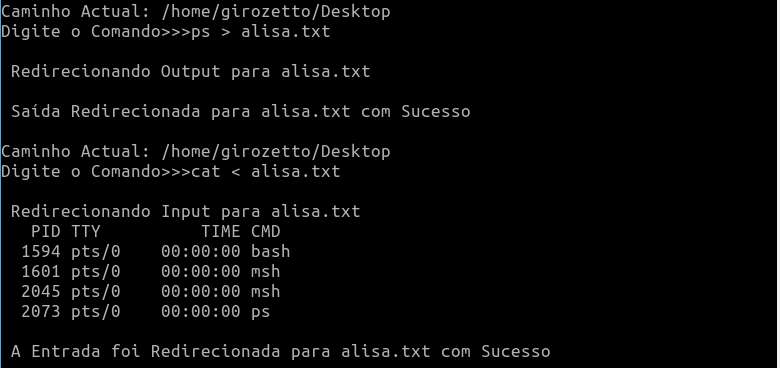 Caminho Actual: /home/girozetto/Desktop
Digite o Comando>>>ps > alisa.txt
Redirecionando Output para alisa.txt
Saída Redirecionada para alisa.txt com Sucesso
Caminho Actual: /home/girozetto/Desktop
Digite o Comando>>>cat < alisa.txt
Redirecionando Input para alisa.txt
PID TTY          TIME CMD
1594 pts/0    00:00:00 bash
1601 pts/0    00:00:00 msh
2045 pts/0    00:00:00 msh
2073 pts/0    00:00:00 ps
A Entrada foi Redirecionada para alisa.txt com Sucesso